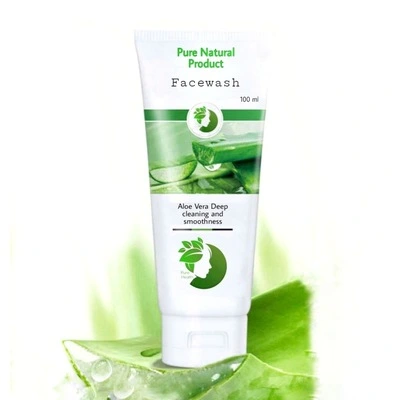 Pure Natural
Product
Facewash
100 ml
Aloe Vera Deep
cleaning and
smoothness